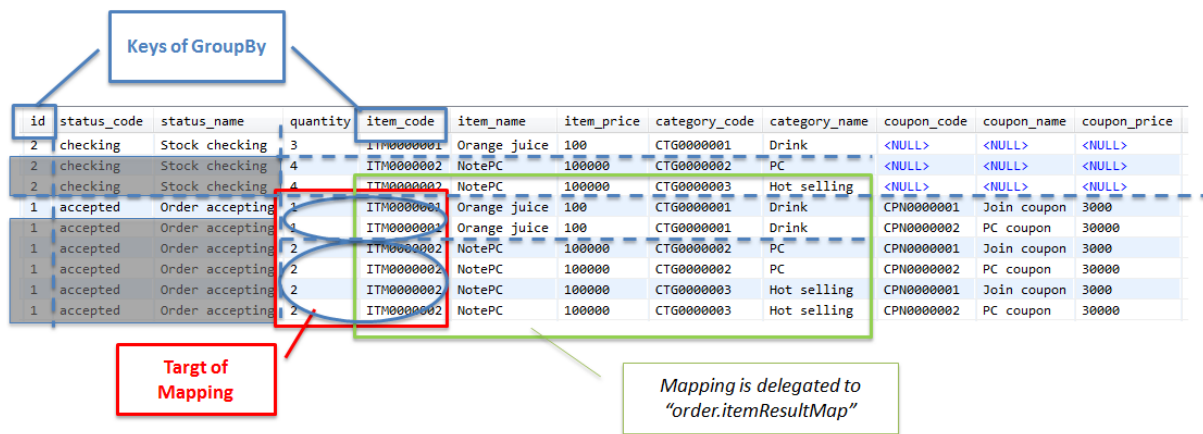 Keys of GroupBy
id status_code status_name quantity item_code item_name item_price category_code category_name coupon_code coupon_name coupon_price
2 checking Stock checking 3 ITM0000001 Orange juice 100 CTG0000001 Drink <NULL> <NULL> <NULL>
2 checking Stock checking 4 ITM0000002 NotePC 100000 CTG0000002 PC <NULL> <NULL> <NULL>
2 checking Stock checking 4 ITM0000002 NotePC 100000 CTG0000003 Hot selling <NULL> <NULL> <NULL>
1 accepted Order accepting 1 ITM0000001 Orange juice 100 CTG0000001 Drink CPN0000001 Join coupon 3000
1 accepted Order accepting 1 ITM0000001 Orange juice 100 CTG0000001 Drink CPN0000002 PC coupon 30000
1 accepted Order accepting 2 ITM0000002 NotePC 100000 CTG0000002 PC CPN0000001 Join coupon 3000
1 accepted Order accepting 2 ITM0000002 NotePC 100000 CTG0000002 PC CPN0000002 PC coupon 30000
1 accepted Order accepting 2 ITM0000002 NotePC 100000 CTG0000003 Hot selling CPN0000001 Join coupon 3000
1 accepted Order accepting 2 ITM0000002 NotePC 100000 CTG0000003 Hot selling CPN0000002 PC coupon 30000
Targt of
Mapping
Mapping is delegated to
“order.itemResultMap”